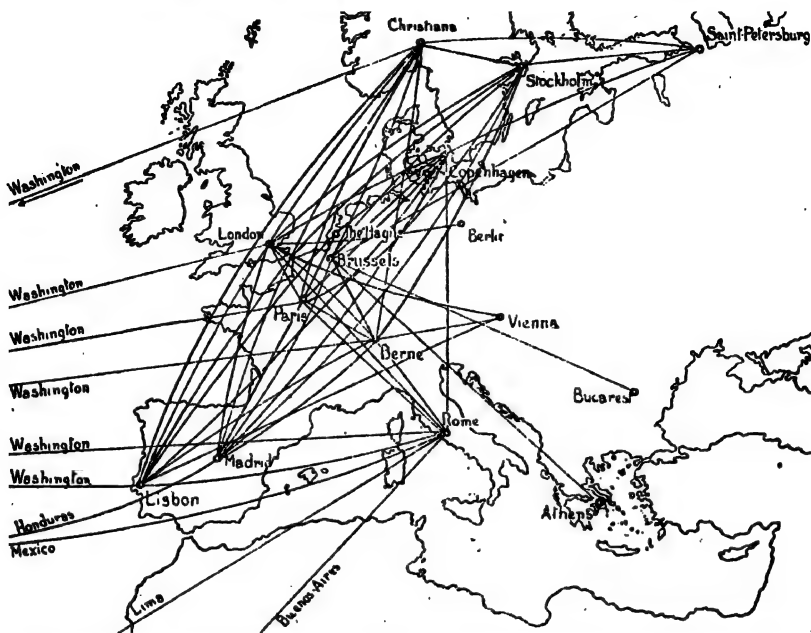 Christiana
Saint-Petersburg
Stockholm
Washington
Copenhagen
London
The Hague
Berlin
Brussels
Washington
Paris
Vienna
Washington
Berne
Washington
Bucarest
Rome
Washington
Madrid
Washington
Lisbon
Athens
Honduras
Mexico
Lima
Buenos-Aires